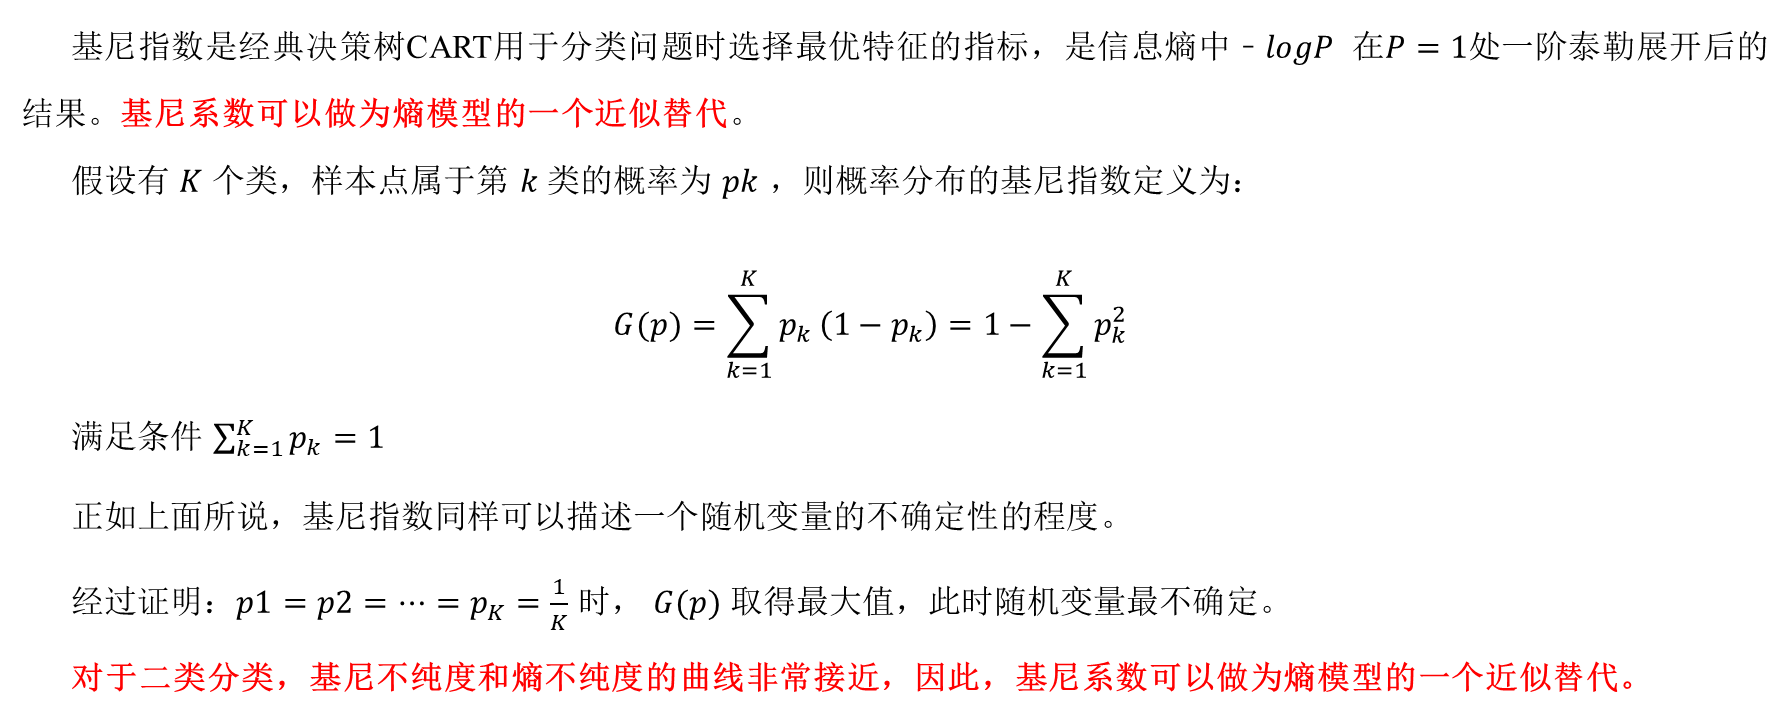 基尼指数是经典决策树CART用于分类问题时选择最优特征的指标，是信息熵中 - logP 在P = 1处一阶泰勒展开后的
结果。基尼系数可以做为熵模型的一个近似替代。
假设有 K 个类，样本点属于第 k 类的概率为 pk ，则概率分布的基尼指数定义为：
G(p) = ∑_{k=1}^{K} p_k (1 − p_k) = 1 − ∑_{k=1}^{K} p_k^2
满足条件 ∑_{k=1}^{K} p_k = 1
正如上面所说，基尼指数同样可以描述一个随机变量的不确定性的程度。
经过证明：p1 = p2 = ⋯ = p_K = 1/K 时， G(p) 取得最大值，此时随机变量最不确定。
对于二类分类，基尼不纯度和熵不纯度的曲线非常接近，因此，基尼系数可以做为熵模型的一个近似替代。